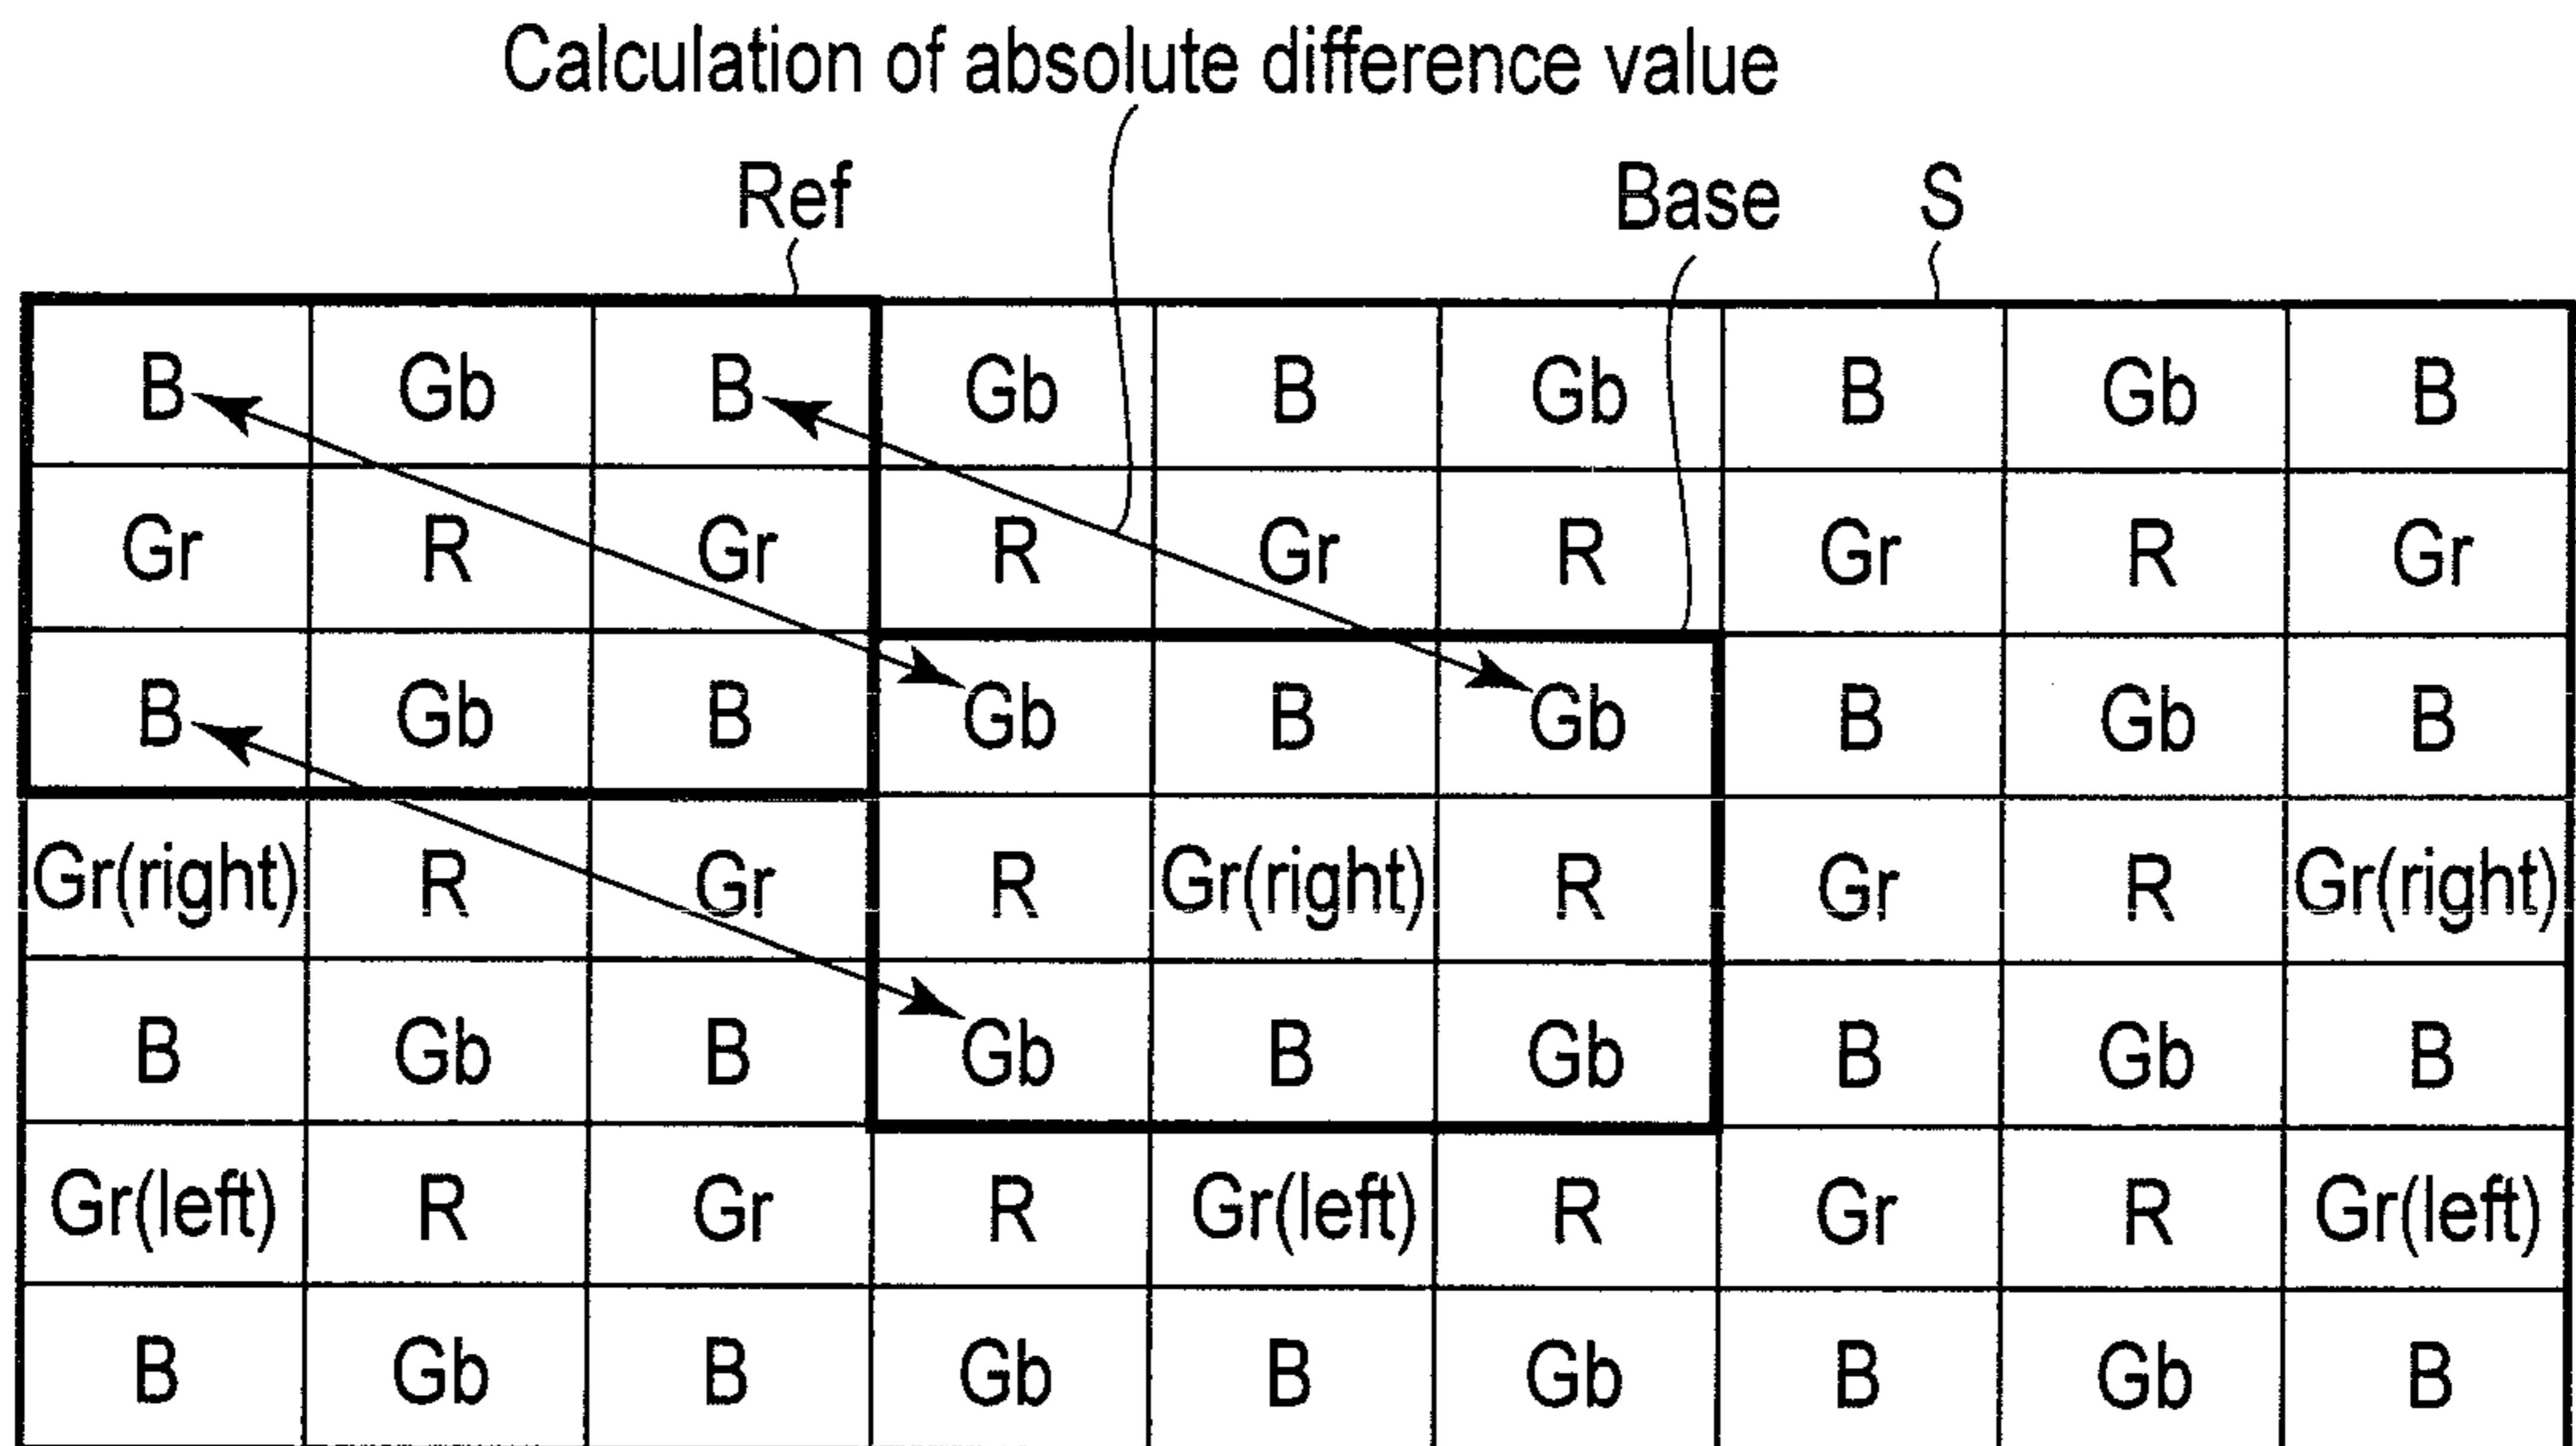 Calculation of absolute difference value
Ref Base S
B Gb B Gb B Gb B Gb B
Gr R Gr R Gr R Gr R Gr
B Gb B Gb B Gb B Gb B
Gr(right) R Gr R Gr(right) R Gr R Gr(right)
B Gb B Gb B Gb B Gb B
Gr(left) R Gr R Gr(left) R Gr R Gr(left)
B Gb B Gb B Gb B Gb B